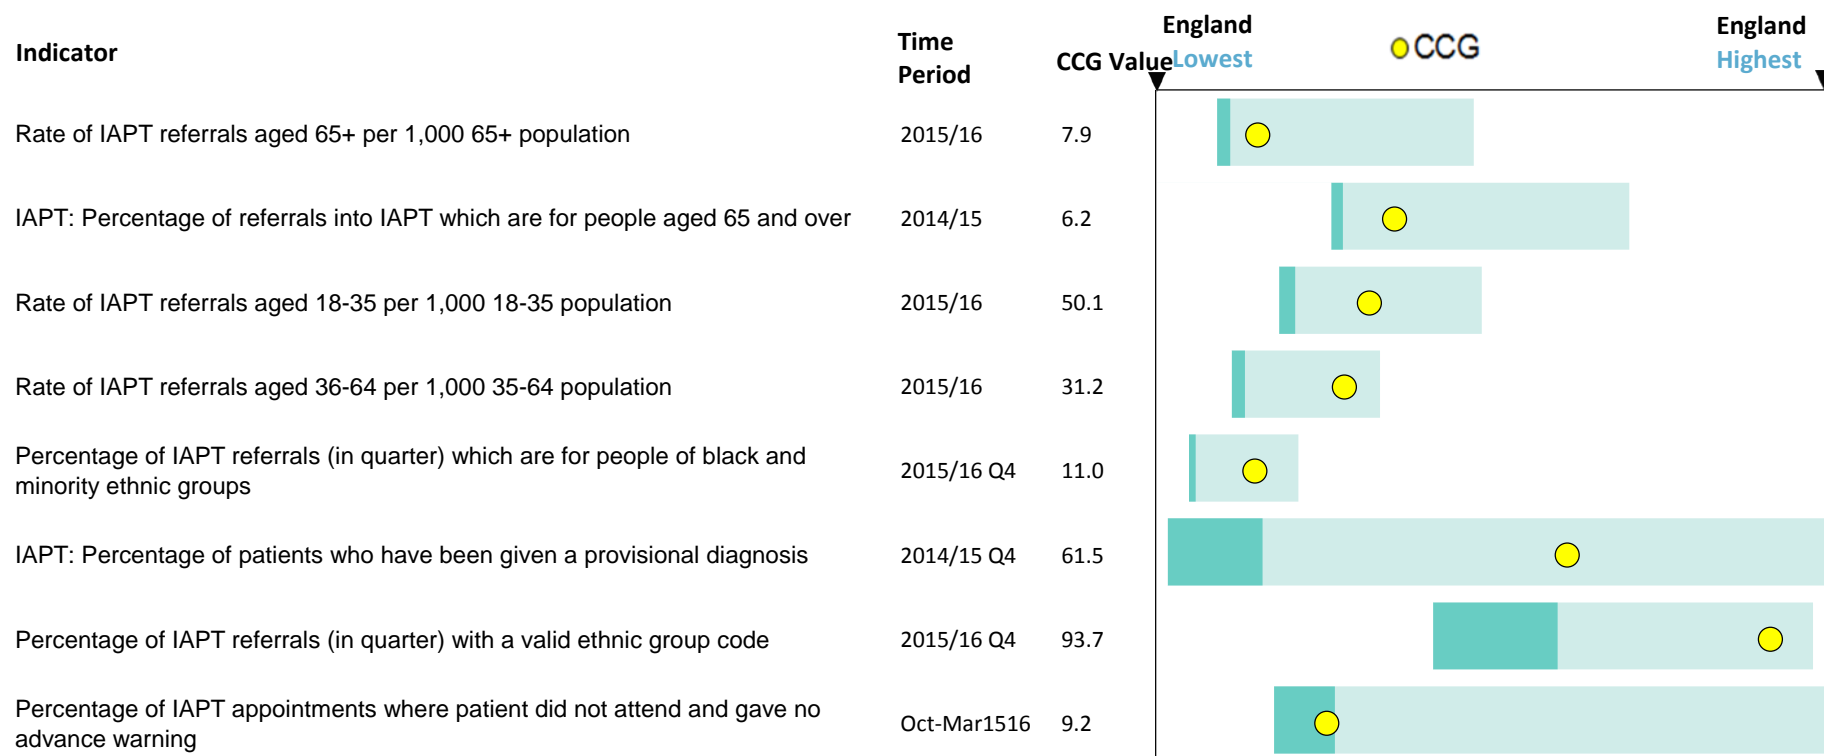 Indicator
Time
Period
CCG Value
England
Lowest
CCG
England
Highest
Rate of IAPT referrals aged 65+ per 1,000 65+ population 2015/16 7.9
IAPT: Percentage of referrals into IAPT which are for people aged 65 and over 2014/15 6.2
Rate of IAPT referrals aged 18-35 per 1,000 18-35 population 2015/16 50.1
Rate of IAPT referrals aged 36-64 per 1,000 35-64 population 2015/16 31.2
Percentage of IAPT referrals (in quarter) which are for people of black and
minority ethnic groups
2015/16 Q4 11.0
IAPT: Percentage of patients who have been given a provisional diagnosis 2014/15 Q4 61.5
Percentage of IAPT referrals (in quarter) with a valid ethnic group code 2015/16 Q4 93.7
Percentage of IAPT appointments where patient did not attend and gave no
advance warning
Oct-Mar1516 9.2